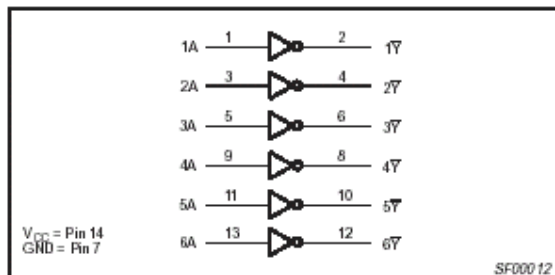 1A 1 2 1Y̅
2A 3 4 2Y̅
3A 5 6 3Y̅
4A 9 8 4Y̅
5A 11 10 5Y̅
6A 13 12 6Y̅
VCC = Pin 14
GND = Pin 7
SF00012